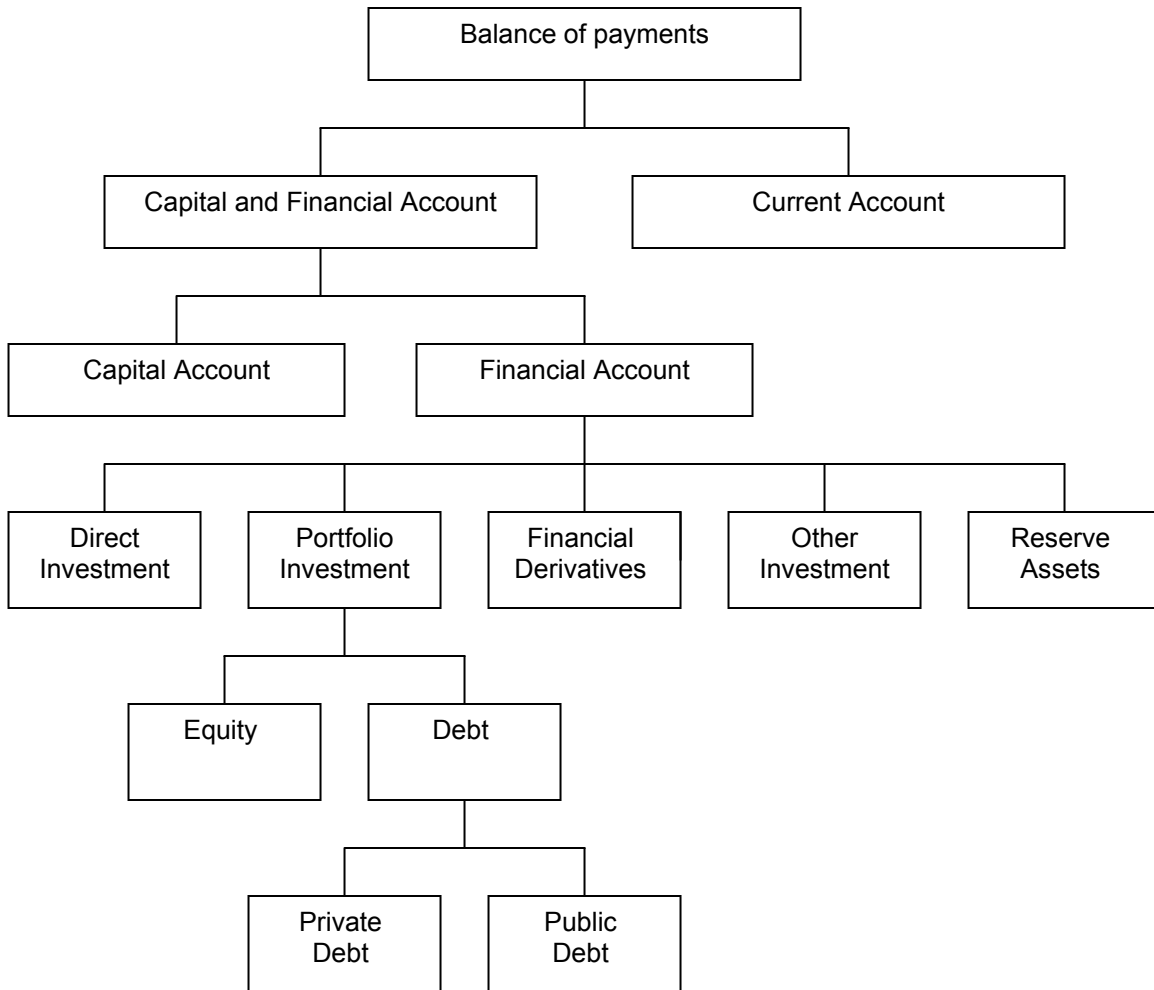 Balance of payments
Capital and Financial Account
Current Account
Capital Account
Financial Account
Direct
Investment
Portfolio
Investment
Financial
Derivatives
Other
Investment
Reserve
Assets
Equity
Debt
Private
Debt
Public
Debt